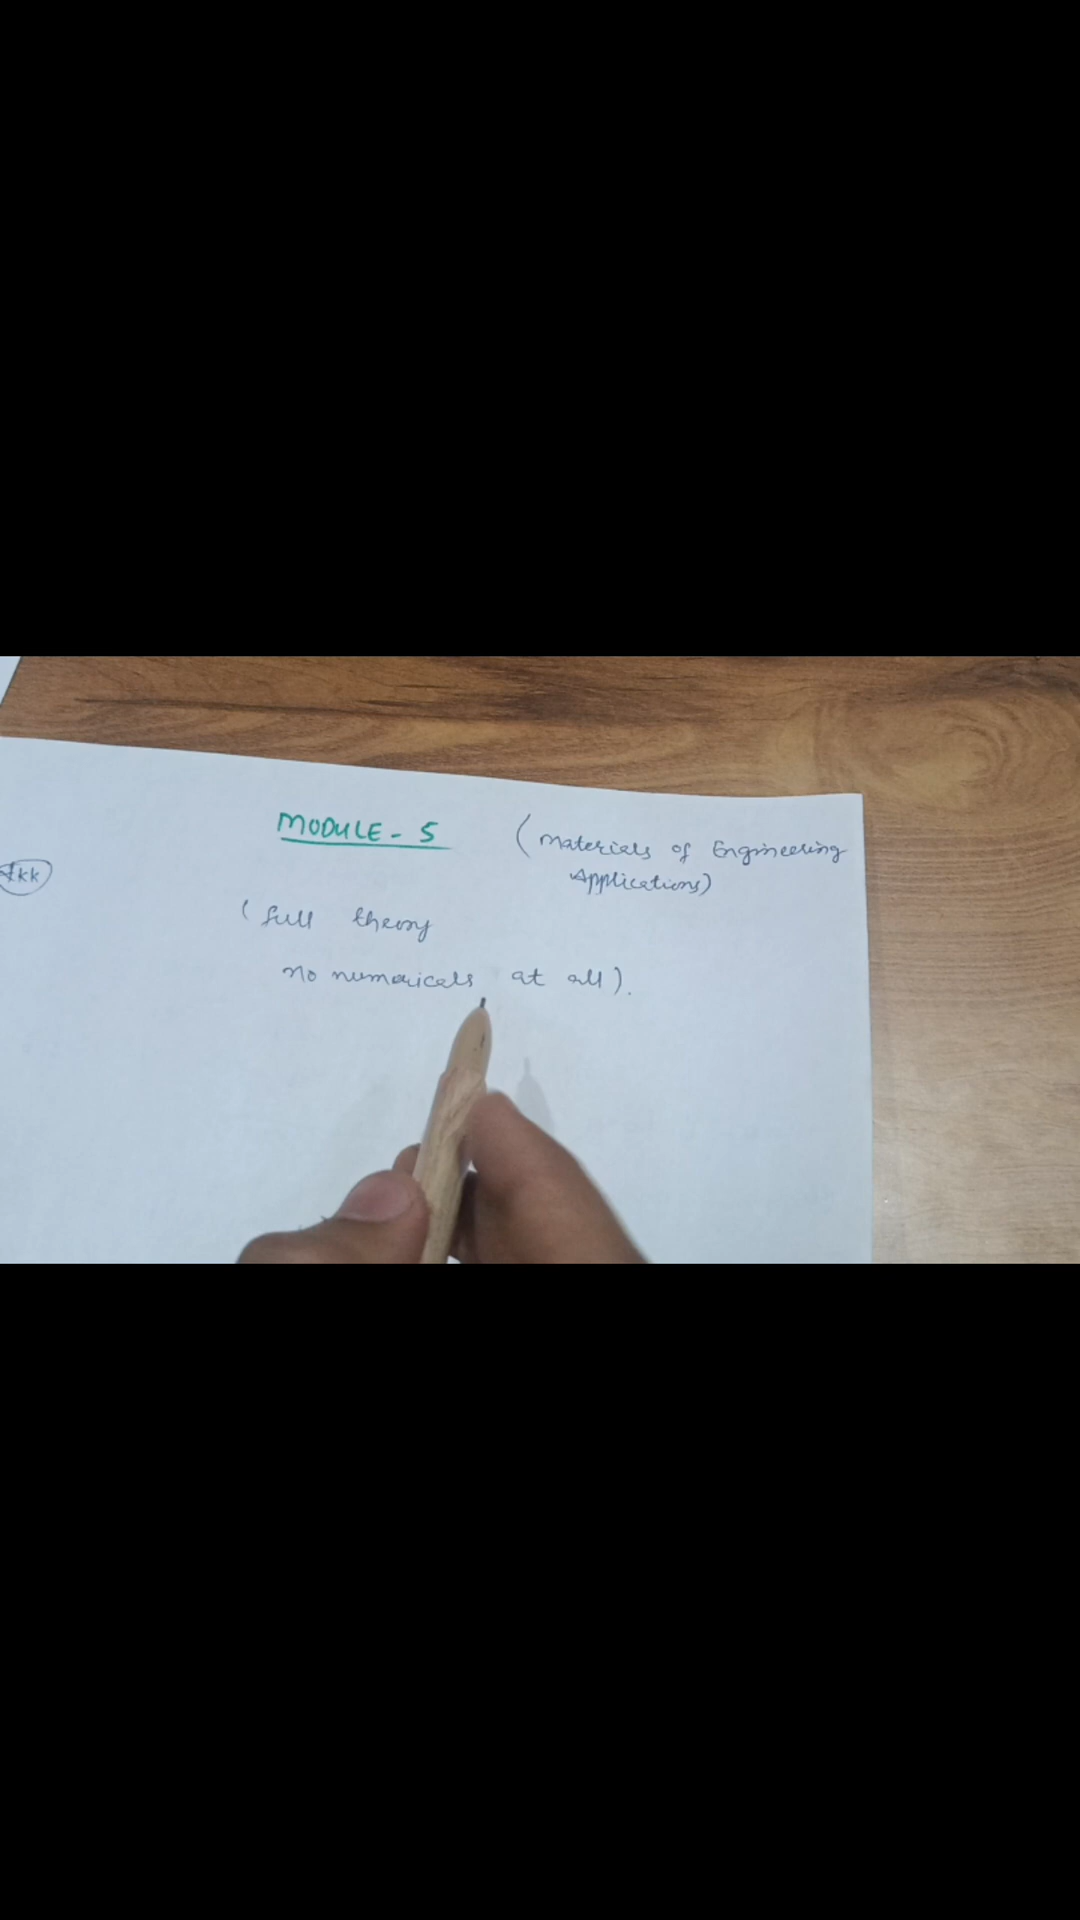 MODULE - 5
(Materials of Engineering
Applications)
(full theory
No numericals at all).